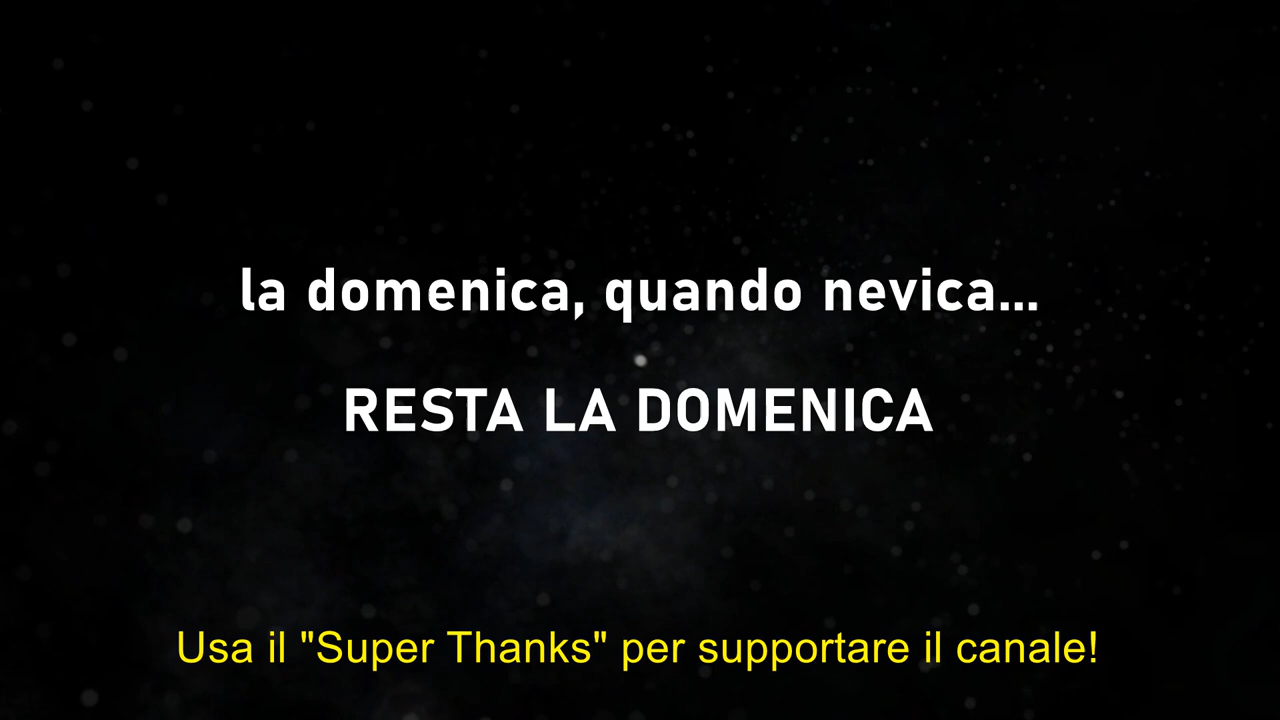 la domenica, quando nevica...
RESTA LA DOMENICA
Usa il "Super Thanks" per supportare il canale!